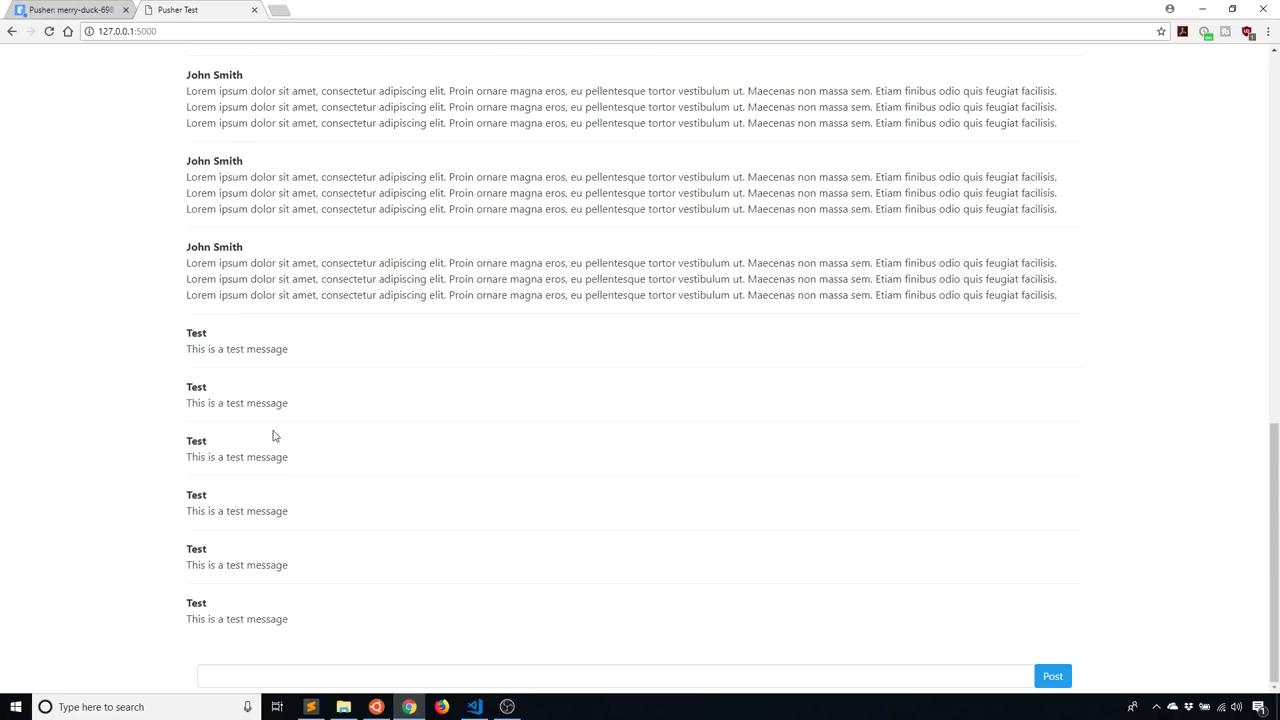 Pusher: merry-duck-698
Pusher Test
127.0.0.1:5000
John Smith
Lorem ipsum dolor sit amet, consectetur adipiscing elit. Proin ornare magna eros, eu pellentesque tortor vestibulum ut. Maecenas non massa sem. Etiam finibus odio quis feugiat facilisis.
Lorem ipsum dolor sit amet, consectetur adipiscing elit. Proin ornare magna eros, eu pellentesque tortor vestibulum ut. Maecenas non massa sem. Etiam finibus odio quis feugiat facilisis.
Lorem ipsum dolor sit amet, consectetur adipiscing elit. Proin ornare magna eros, eu pellentesque tortor vestibulum ut. Maecenas non massa sem. Etiam finibus odio quis feugiat facilisis.
John Smith
Lorem ipsum dolor sit amet, consectetur adipiscing elit. Proin ornare magna eros, eu pellentesque tortor vestibulum ut. Maecenas non massa sem. Etiam finibus odio quis feugiat facilisis.
Lorem ipsum dolor sit amet, consectetur adipiscing elit. Proin ornare magna eros, eu pellentesque tortor vestibulum ut. Maecenas non massa sem. Etiam finibus odio quis feugiat facilisis.
Lorem ipsum dolor sit amet, consectetur adipiscing elit. Proin ornare magna eros, eu pellentesque tortor vestibulum ut. Maecenas non massa sem. Etiam finibus odio quis feugiat facilisis.
John Smith
Lorem ipsum dolor sit amet, consectetur adipiscing elit. Proin ornare magna eros, eu pellentesque tortor vestibulum ut. Maecenas non massa sem. Etiam finibus odio quis feugiat facilisis.
Lorem ipsum dolor sit amet, consectetur adipiscing elit. Proin ornare magna eros, eu pellentesque tortor vestibulum ut. Maecenas non massa sem. Etiam finibus odio quis feugiat facilisis.
Lorem ipsum dolor sit amet, consectetur adipiscing elit. Proin ornare magna eros, eu pellentesque tortor vestibulum ut. Maecenas non massa sem. Etiam finibus odio quis feugiat facilisis.
Test
This is a test message
Test
This is a test message
Test
This is a test message
Test
This is a test message
Test
This is a test message
Test
This is a test message
Post
Type here to search